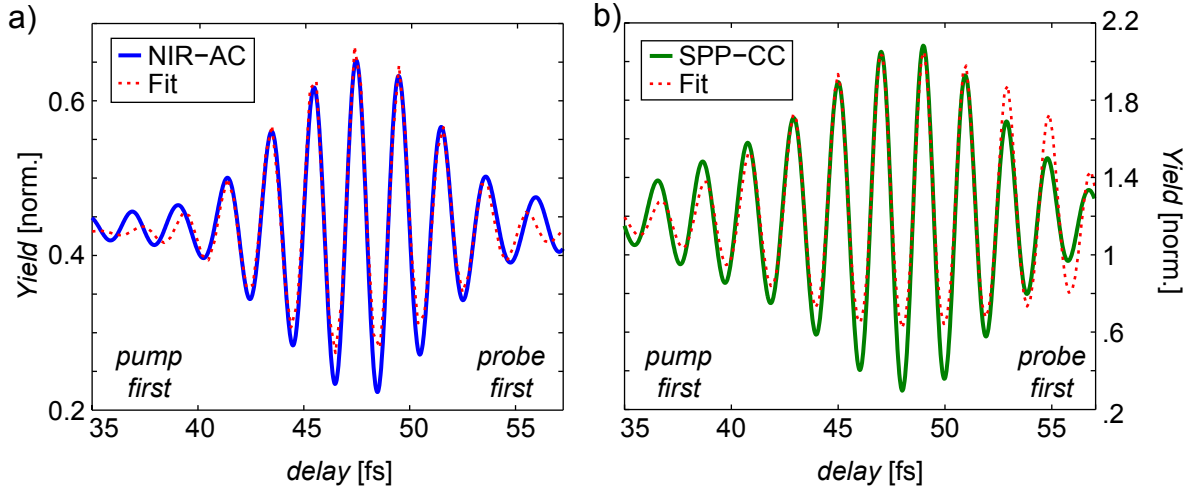 a)
NIR−AC
Fit
Yield [norm.]
0.6
0.4
0.2
pump
first
probe
first
35
40
45
50
55
delay [fs]
b)
SPP−CC
Fit
2.2
1.8
1.4
1
.6
.2
Yield [norm.]
pump
first
probe
first
35
40
45
50
55
delay [fs]